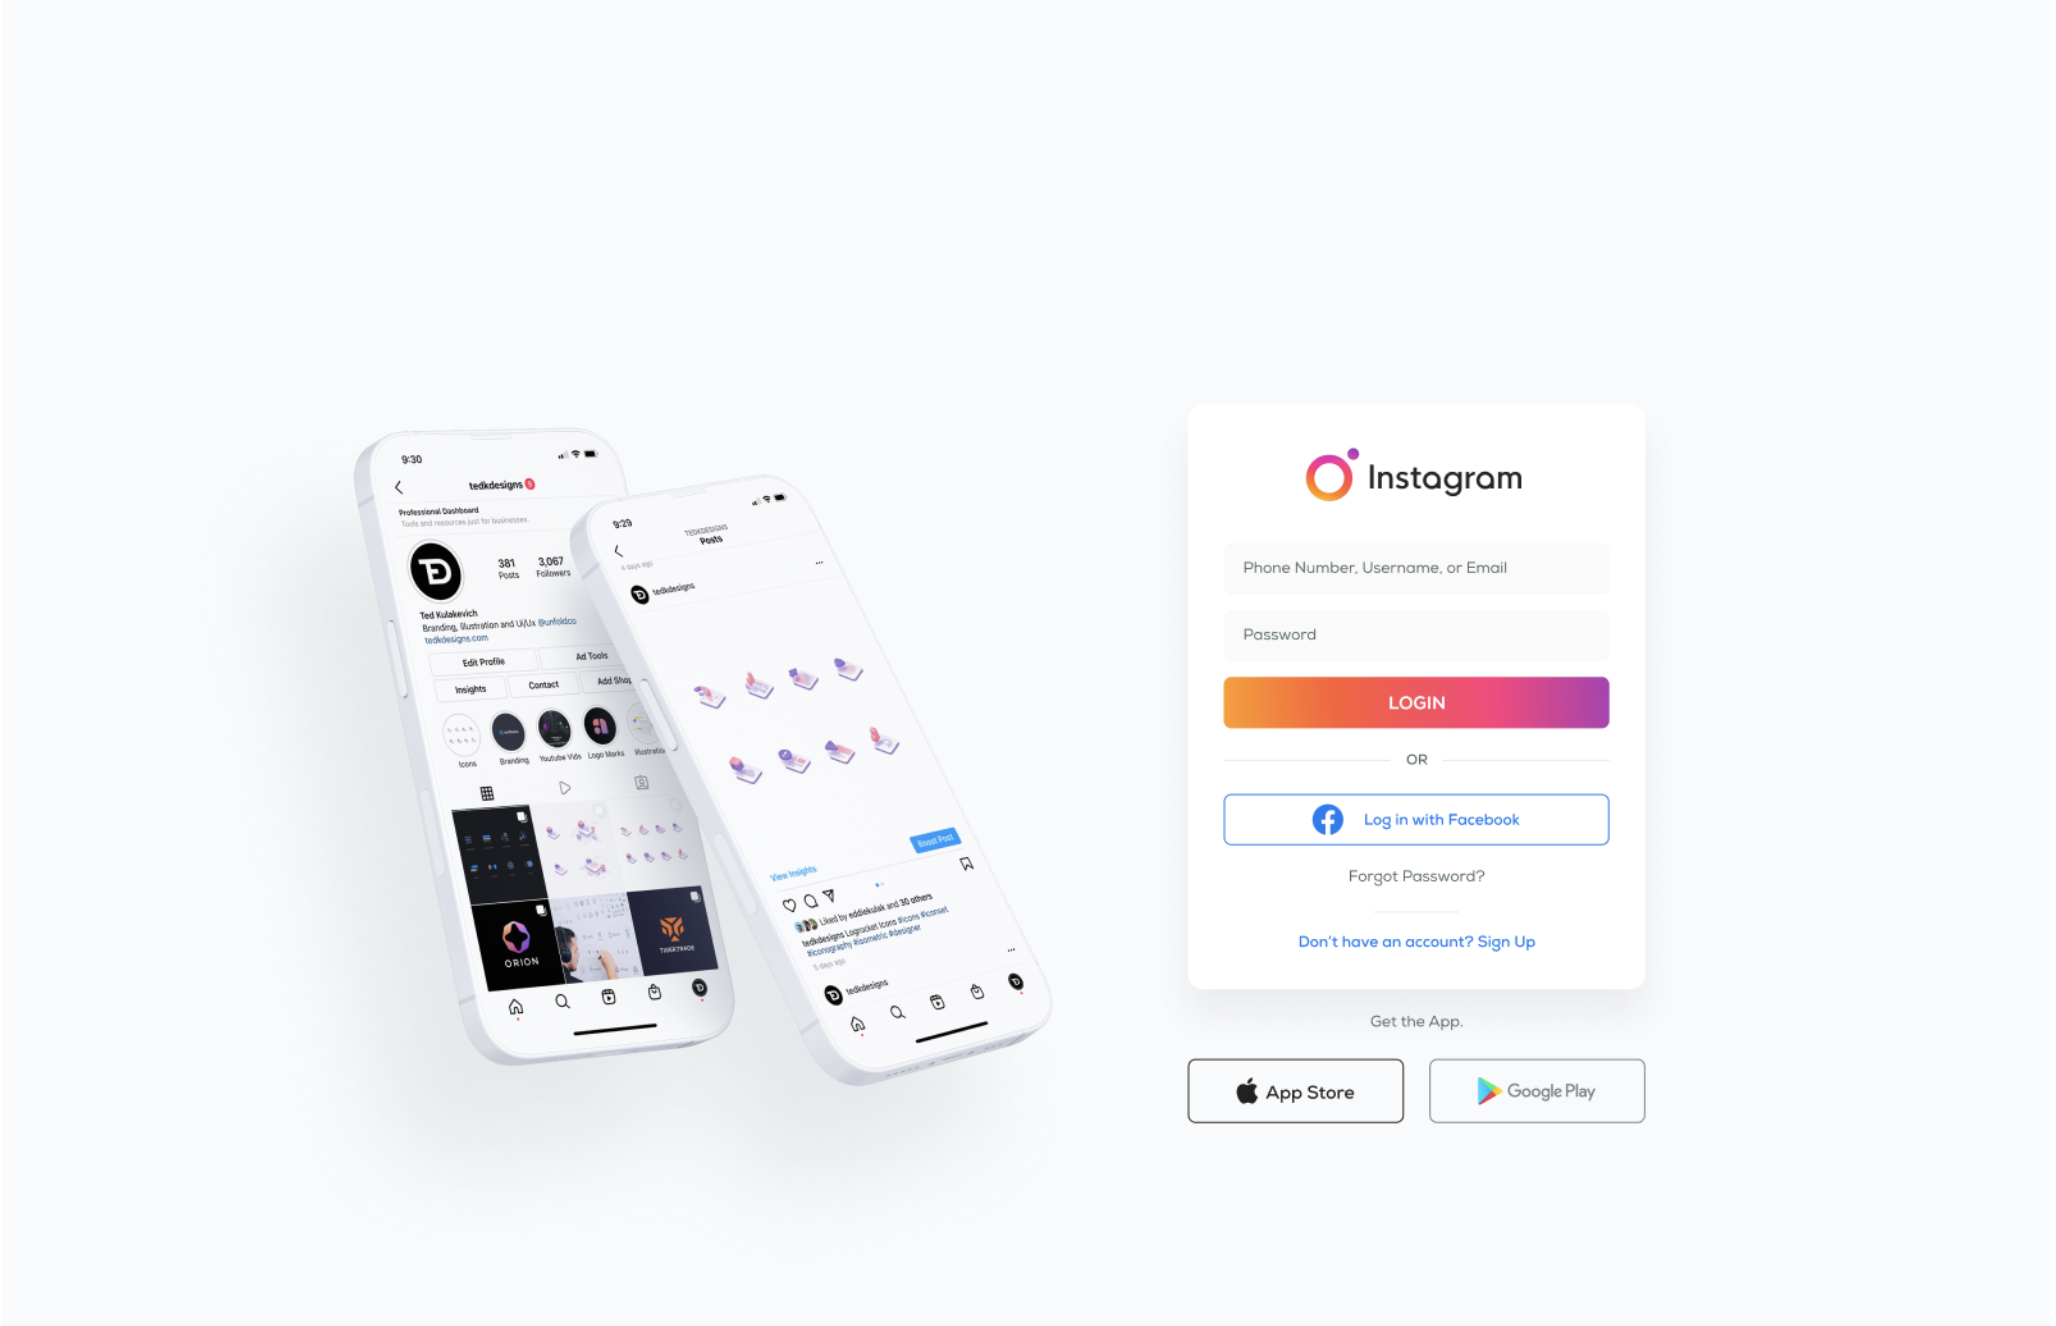 9:30
tedkdesigns
Professional Dashboard
Tools and resources just for businesses.
381
Posts
3,067
Followers
Ted Kulakevich
Branding, Illustration and Ui/Ux @unfoldco
tedkdesigns.com
Edit Profile
Ad Tools
Insights
Contact
Add Shop
Icons
Branding
Youtube Vids
Logo Marks
ORION
TIGERTRADE
9:29
TEDKDESIGNS
Posts
tedkdesigns
Boost Post
View Insights
Liked by eddiekulak and 30 others
tedkdesigns Logrocket Icons #icons #iconset
#iconography #isometric #designer
5 days ago
tedkdesigns
Instagram
Phone Number, Username, or Email
Password
LOGIN
OR
Log in with Facebook
Forgot Password?
Don't have an account? Sign Up
Get the App.
App Store
Google Play